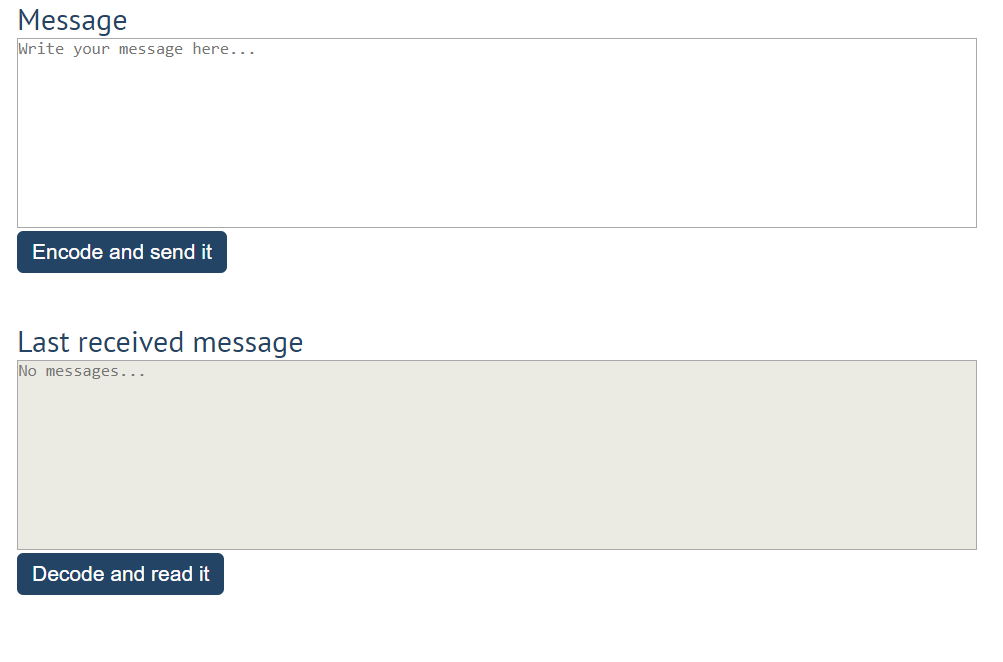 Message
Write your message here...
Encode and send it
Last received message
No messages...
Decode and read it